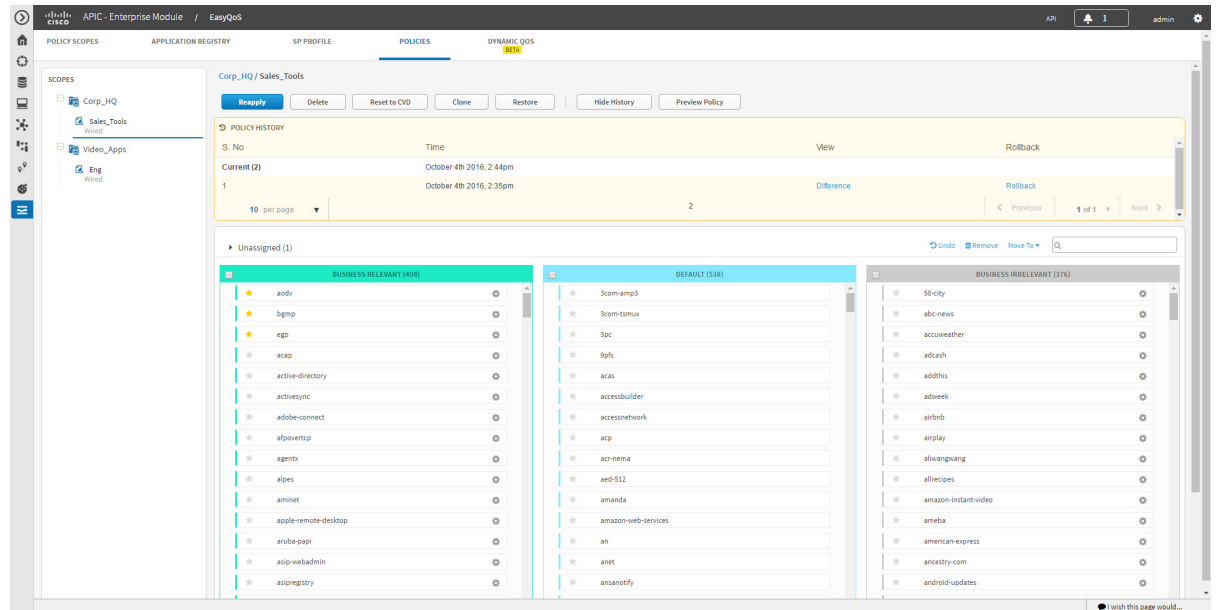 CISCO APIC - Enterprise Module / EasyQoS API 1 admin
POLICY SCOPES APPLICATION REGISTRY SP PROFILE POLICIES DYNAMIC QOS
BETA
SCOPES
Corp_HQ
Sales_Tools
Wired
Video_Apps
Eng
Wired
Corp_HQ / Sales_Tools
Reapply Delete Reset to CVD Clone Restore Hide History Preview Policy
POLICY HISTORY
S. No Time View Rollback
Current (2) October 4th 2016, 2:44pm
1 October 4th 2016, 2:35pm Difference Rollback
10 per page 2 Previous 1 of 1 Next
Unassigned (1) Undo Remove Move To
BUSINESS RELEVANT (408) DEFAULT (538) BUSINESS IRRELEVANT (376)
aodv 3com-amp3 58-city
bgmp 3com-tsmux abc-news
egp 3pc accuweather
acap 9pfs adcash
active-directory acas addthis
activesync accessbuilder adweek
adobe-connect accessnetwork airbnb
afpovertcp acp airplay
agentx acr-nema aliwangwang
alpes aed-512 allrecipes
aminet amanda amazon-instant-video
apple-remote-desktop amazon-web-services ameba
aruba-papi an american-express
asip-webadmin anet ancestry-com
asipregistry ansanotify android-updates
I wish this page would...